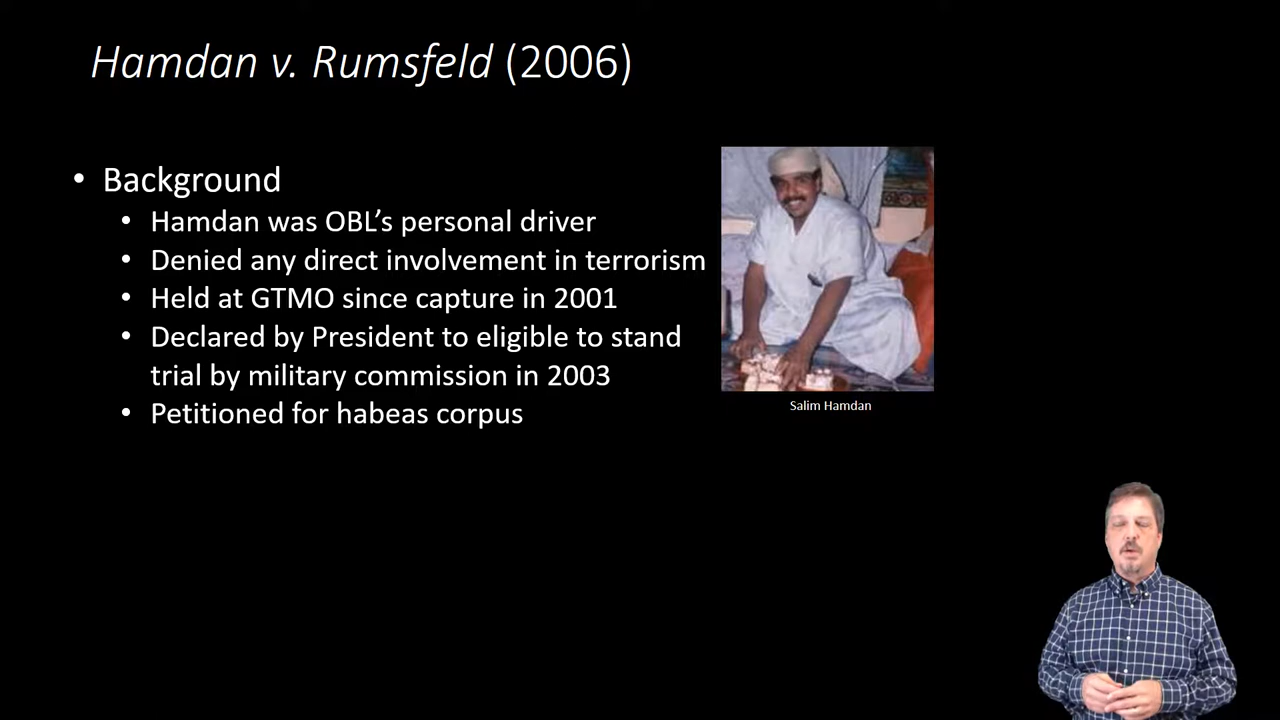 Hamdan v. Rumsfeld (2006)
• Background
• Hamdan was OBL’s personal driver
• Denied any direct involvement in terrorism
• Held at GTMO since capture in 2001
• Declared by President to eligible to stand
trial by military commission in 2003
• Petitioned for habeas corpus
Salim Hamdan